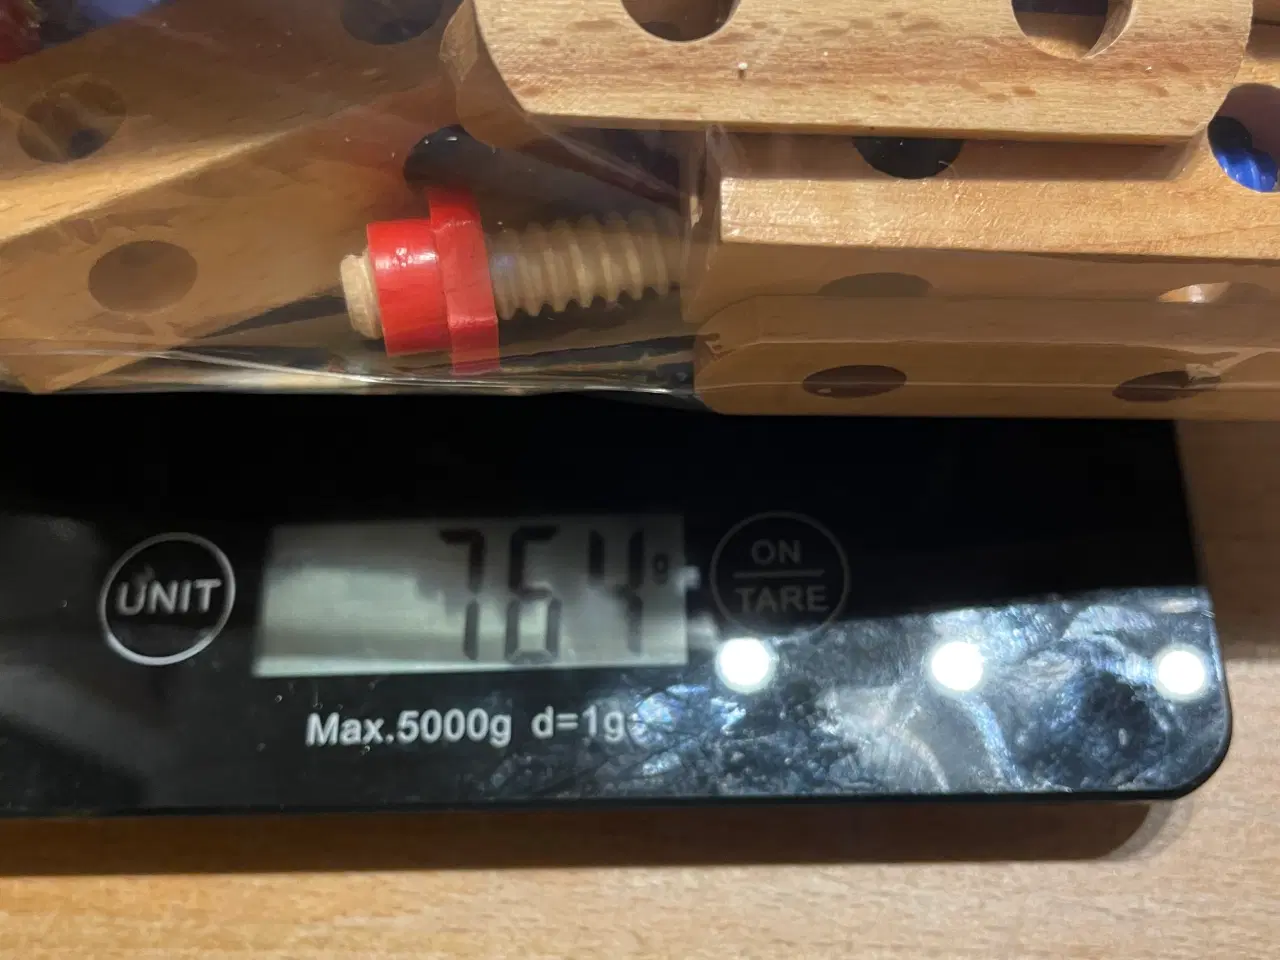 764 g
UNIT
ON
TARE
Max.5000g d=1g